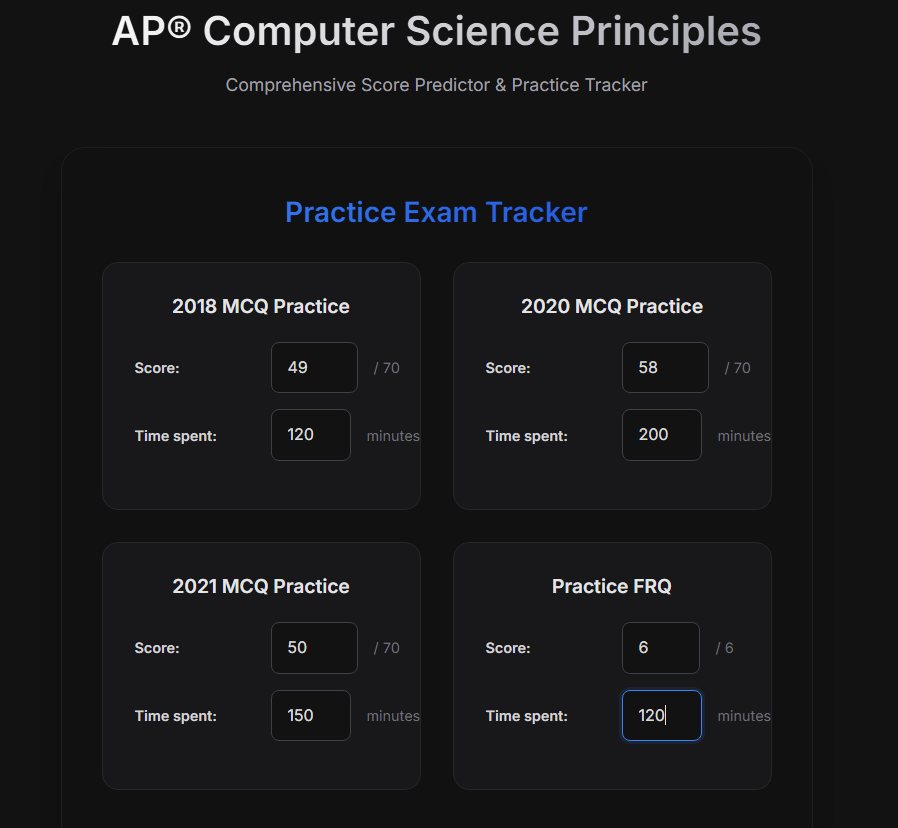 AP® Computer Science Principles
Comprehensive Score Predictor & Practice Tracker
Practice Exam Tracker
2018 MCQ Practice
Score: 49 / 70
Time spent: 120 minutes
2020 MCQ Practice
Score: 58 / 70
Time spent: 200 minutes
2021 MCQ Practice
Score: 50 / 70
Time spent: 150 minutes
Practice FRQ
Score: 6 / 6
Time spent: 120 minutes